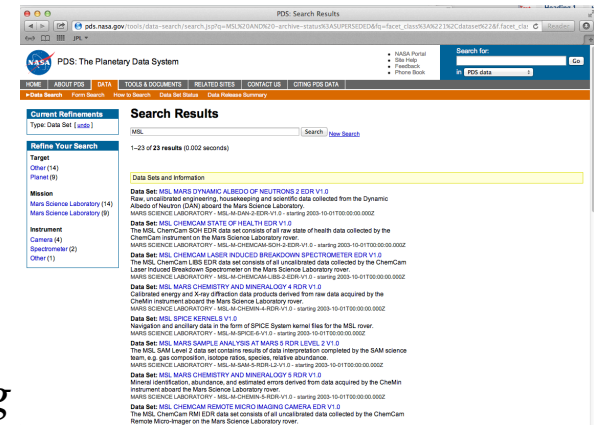 Heading 1
PDS: Search Results
pds.nasa.gov/tools/data-search/search.jsp?q=MSL%20AND%20-archive-status%3ASUPERSEDED&fq=facet_class%3A%221%2Cdataset%22&f.facet_clas
Reader
JPL
NASA
PDS: The Planetary Data System
NASA Portal
Site Help
Feedback
Phone Book
Search for:
Go
in PDS data
HOME ABOUT PDS DATA TOOLS & DOCUMENTS RELATED SITES CONTACT US CITING PDS DATA
Data Search Form Search How to Search Data Set Status Data Release Summary
Current Refinements
Type: Data Set [undo]
Refine Your Search
Target
Other (14)
Planet (9)
Mission
Mars Science Laboratory (14)
Mars Science Laboratory (9)
Instrument
Camera (4)
Spectrometer (2)
Other (1)
Search Results
MSL Search New Search
1–23 of 23 results (0.002 seconds)
Data Sets and Information
Data Set: MSL MARS DYNAMIC ALBEDO OF NEUTRONS 2 EDR V1.0
Raw, uncalibrated engineering, housekeeping and scientific data collected from the Dynamic
Albedo of Neutron (DAN) aboard the Mars Science Laboratory.
MARS SCIENCE LABORATORY - MSL-M-DAN-2-EDR-V1.0 - starting 2003-10-01T00:00:00.000Z
Data Set: MSL CHEMCAM STATE OF HEALTH EDR V1.0
The MSL ChemCam SOH EDR data set consists of all raw state of health data collected by the
ChemCam instrument on the Mars Science Laboratory rover.
MARS SCIENCE LABORATORY - MSL-M-CHEMCAM-SOH-2-EDR-V1.0 - starting 2003-10-01T00:00:00.000Z
Data Set: MSL CHEMCAM LASER INDUCED BREAKDOWN SPECTROMETER EDR V1.0
The MSL ChemCam LIBS EDR data set consists of all uncalibrated data collected by the ChemCam
Laser Induced Breakdown Spectrometer on the Mars Science Laboratory rover.
MARS SCIENCE LABORATORY - MSL-M-CHEMCAM-LIBS-2-EDR-V1.0 - starting 2003-10-01T00:00:00.000Z
Data Set: MSL MARS CHEMISTRY AND MINERALOGY 4 RDR V1.0
Calibrated energy and X-ray diffraction data products derived from raw data acquired by the
CheMin instrument aboard the Mars Science Laboratory rover.
MARS SCIENCE LABORATORY - MSL-M-CHEMIN-4-RDR-V1.0 - starting 2003-10-01T00:00:00.000Z
Data Set: MSL SPICE KERNELS V1.0
Navigation and ancillary data in the form of SPICE System kernel files for the MSL rover.
MARS SCIENCE LABORATORY - MSL-M-SPICE-6-V1.0 - starting 2003-10-01T00:00:00.000Z
Data Set: MSL MARS SAMPLE ANALYSIS AT MARS 5 RDR LEVEL 2 V1.0
The MSL SAM Level 2 data set contains results of data interpretation completed by the SAM science
team, e.g. gas composition, isotope ratios, species, relative abundance.
MARS SCIENCE LABORATORY - MSL-M-SAM-5-RDR-L2-V1.0 - starting 2003-10-01T00:00:00.000Z
Data Set: MSL MARS CHEMISTRY AND MINERALOGY 5 RDR V1.0
Mineral identification, abundance, and estimated errors derived from data acquired by the CheMin
instrument aboard the Mars Science Laboratory rover.
MARS SCIENCE LABORATORY - MSL-M-CHEMIN-5-RDR-V1.0 - starting 2003-10-01T00:00:00.000Z
Data Set: MSL CHEMCAM REMOTE MICRO IMAGING CAMERA EDR V1.0
The MSL ChemCam RMI EDR data set consists of all uncalibrated data collected by the ChemCam
Remote Micro-Imager on the Mars Science Laboratory rover.
g